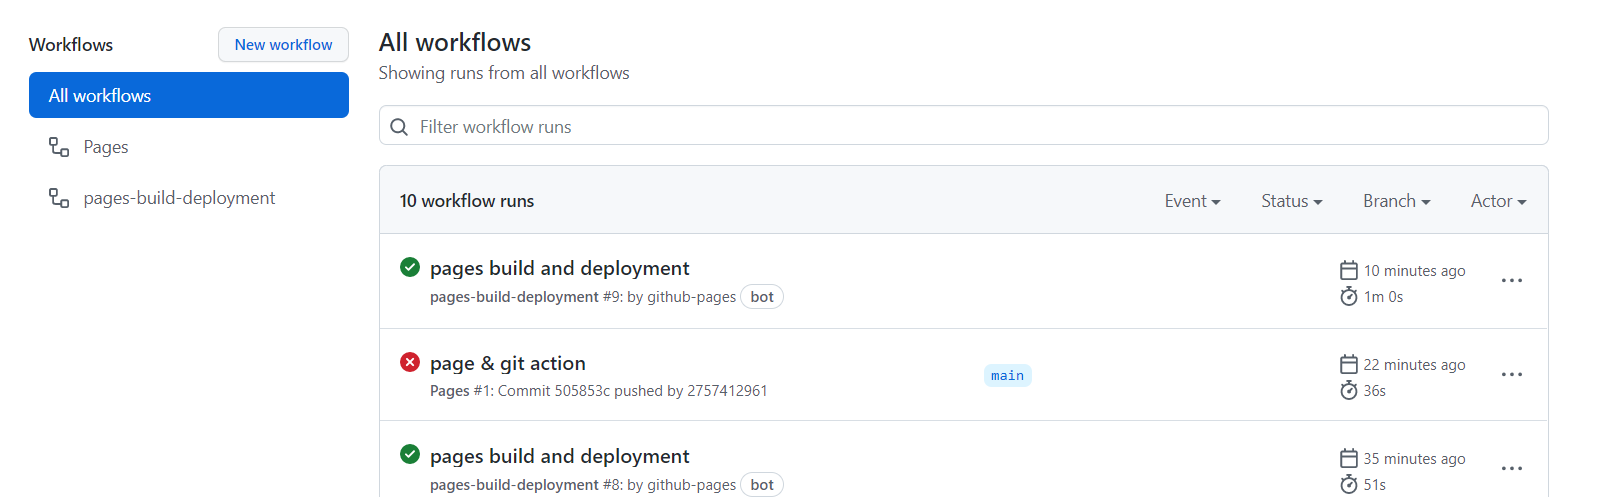 Workflows
New workflow
All workflows
Pages
pages-build-deployment
All workflows
Showing runs from all workflows
Filter workflow runs
10 workflow runs
Event
Status
Branch
Actor
pages build and deployment
pages-build-deployment #9: by github-pages bot
10 minutes ago
1m 0s
page & git action
Pages #1: Commit 505853c pushed by 2757412961
main
22 minutes ago
36s
pages build and deployment
pages-build-deployment #8: by github-pages bot
35 minutes ago
51s